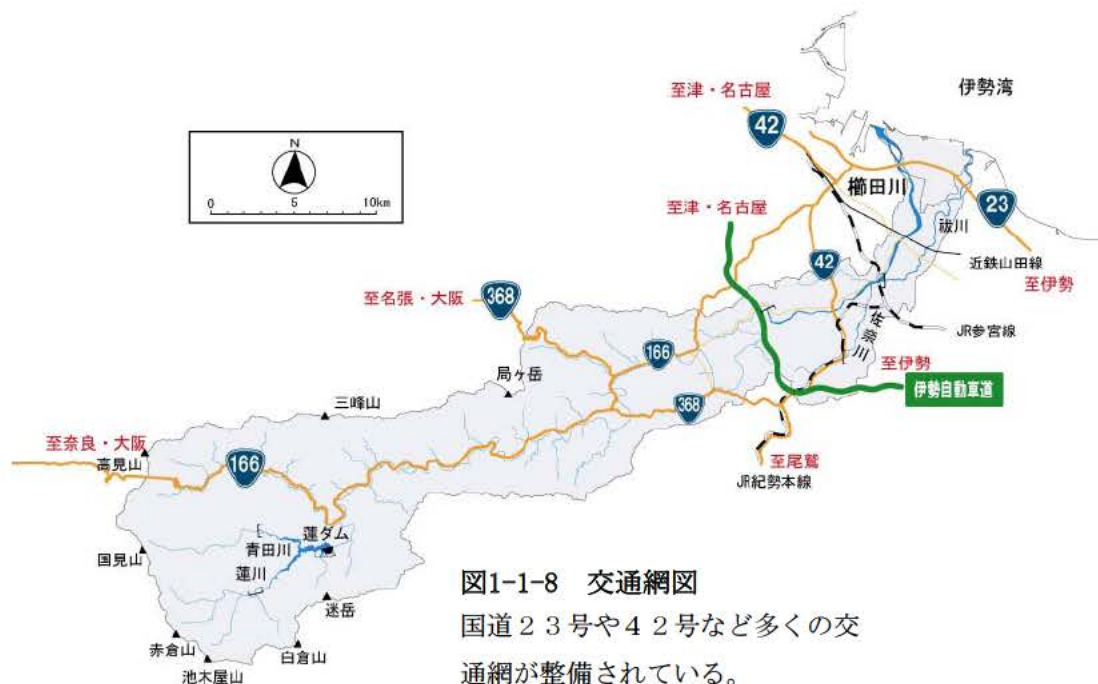 伊勢湾
至津・名古屋
42
櫛田川
23
祓川
至津・名古屋
近鉄山田線
至伊勢
42
JR参宮線
佐奈川
至伊勢
伊勢自動車道
N
0 5 10km
至名張・大阪
368
166
局ヶ岳
368
三峰山
至奈良・大阪
高見山
166
至尾鷲
JR紀勢本線
蓮ダム
青田川
国見山
蓮川
迷岳
赤倉山
白倉山
池木屋山
図1-1-8 交通網図
国道23号や42号など多くの交
通網が整備されている。